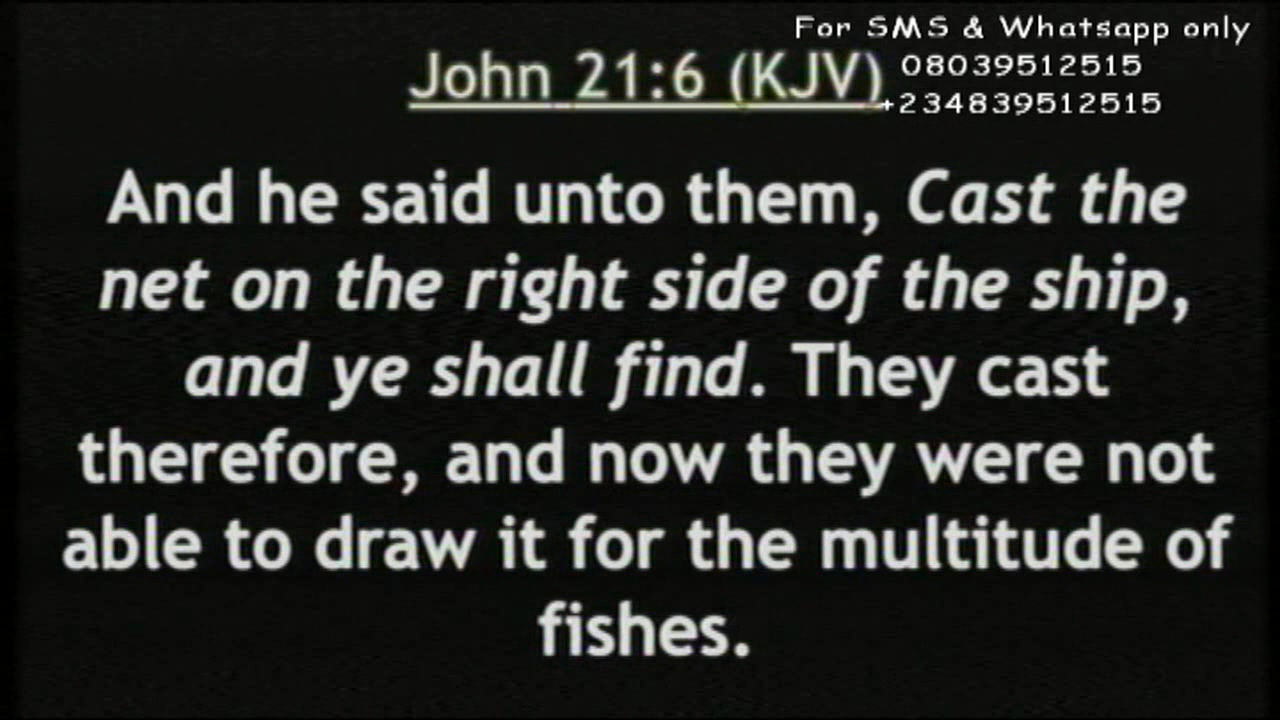 For SMS & Whatsapp only
08039512515
+234839512515
John 21:6 (KJV)
And he said unto them, Cast the
net on the right side of the ship,
and ye shall find. They cast
therefore, and now they were not
able to draw it for the multitude of
fishes.